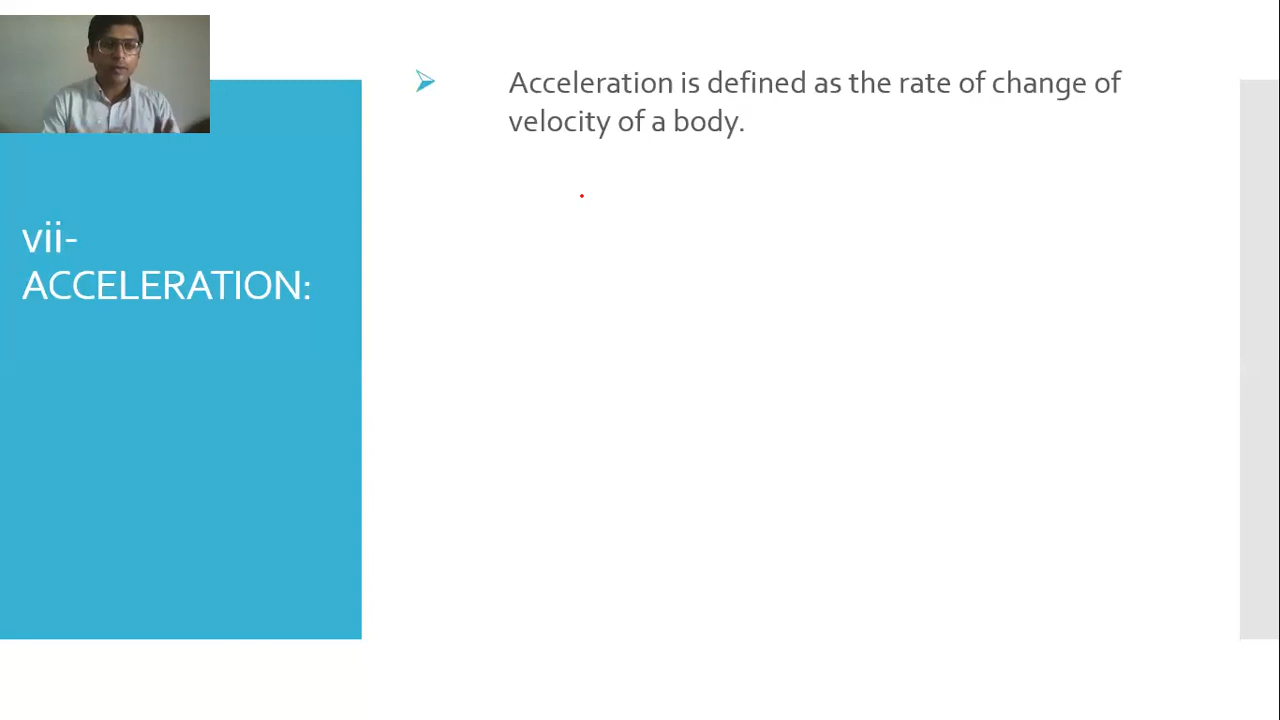 vii-
ACCELERATION:
Acceleration is defined as the rate of change of
velocity of a body.